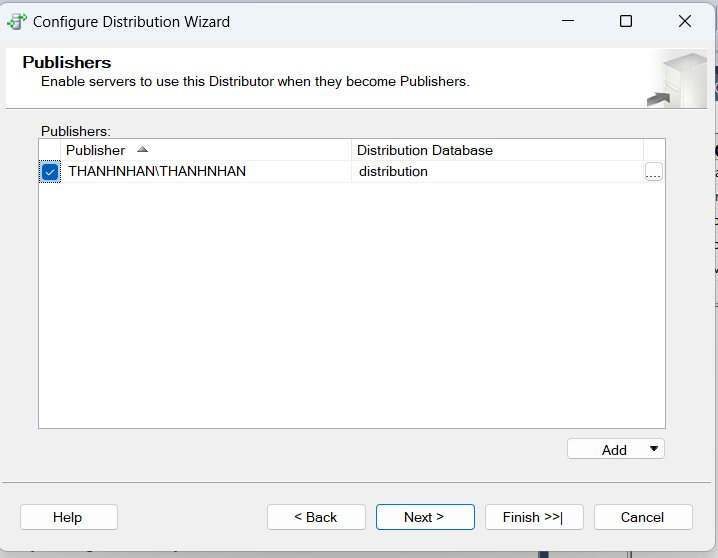 Configure Distribution Wizard
Publishers
Enable servers to use this Distributor when they become Publishers.
Publishers:
Publisher Distribution Database
THANHNHAN\THANHNHAN distribution ....
Add
Help < Back Next > Finish >>| Cancel